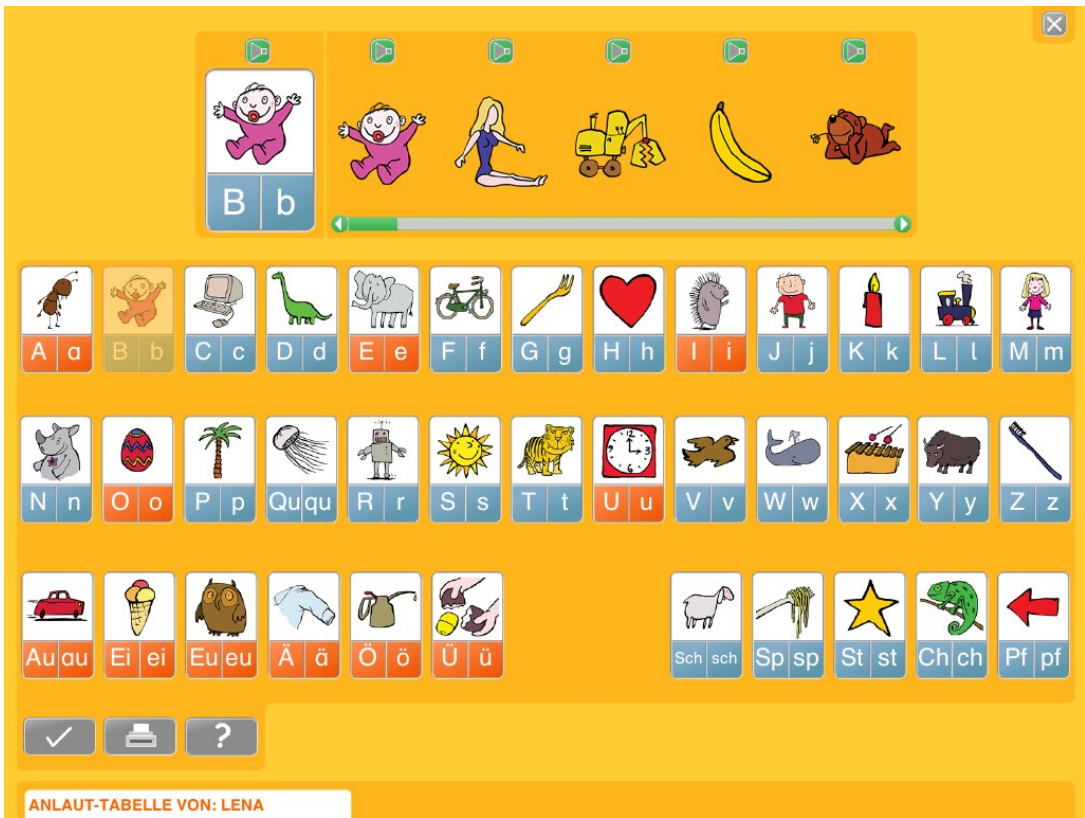 B b
A a B b C c D d E e F f G g H h I i J j K k L l M m
N n O o P p Qu qu R r S s T t U u V v W w X x Y y Z z
Au au Ei ei Eu eu Ä ä Ö ö Ü ü Sch sch Sp sp St st Ch ch Pf pf
?
ANLAUT-TABELLE VON: LENA